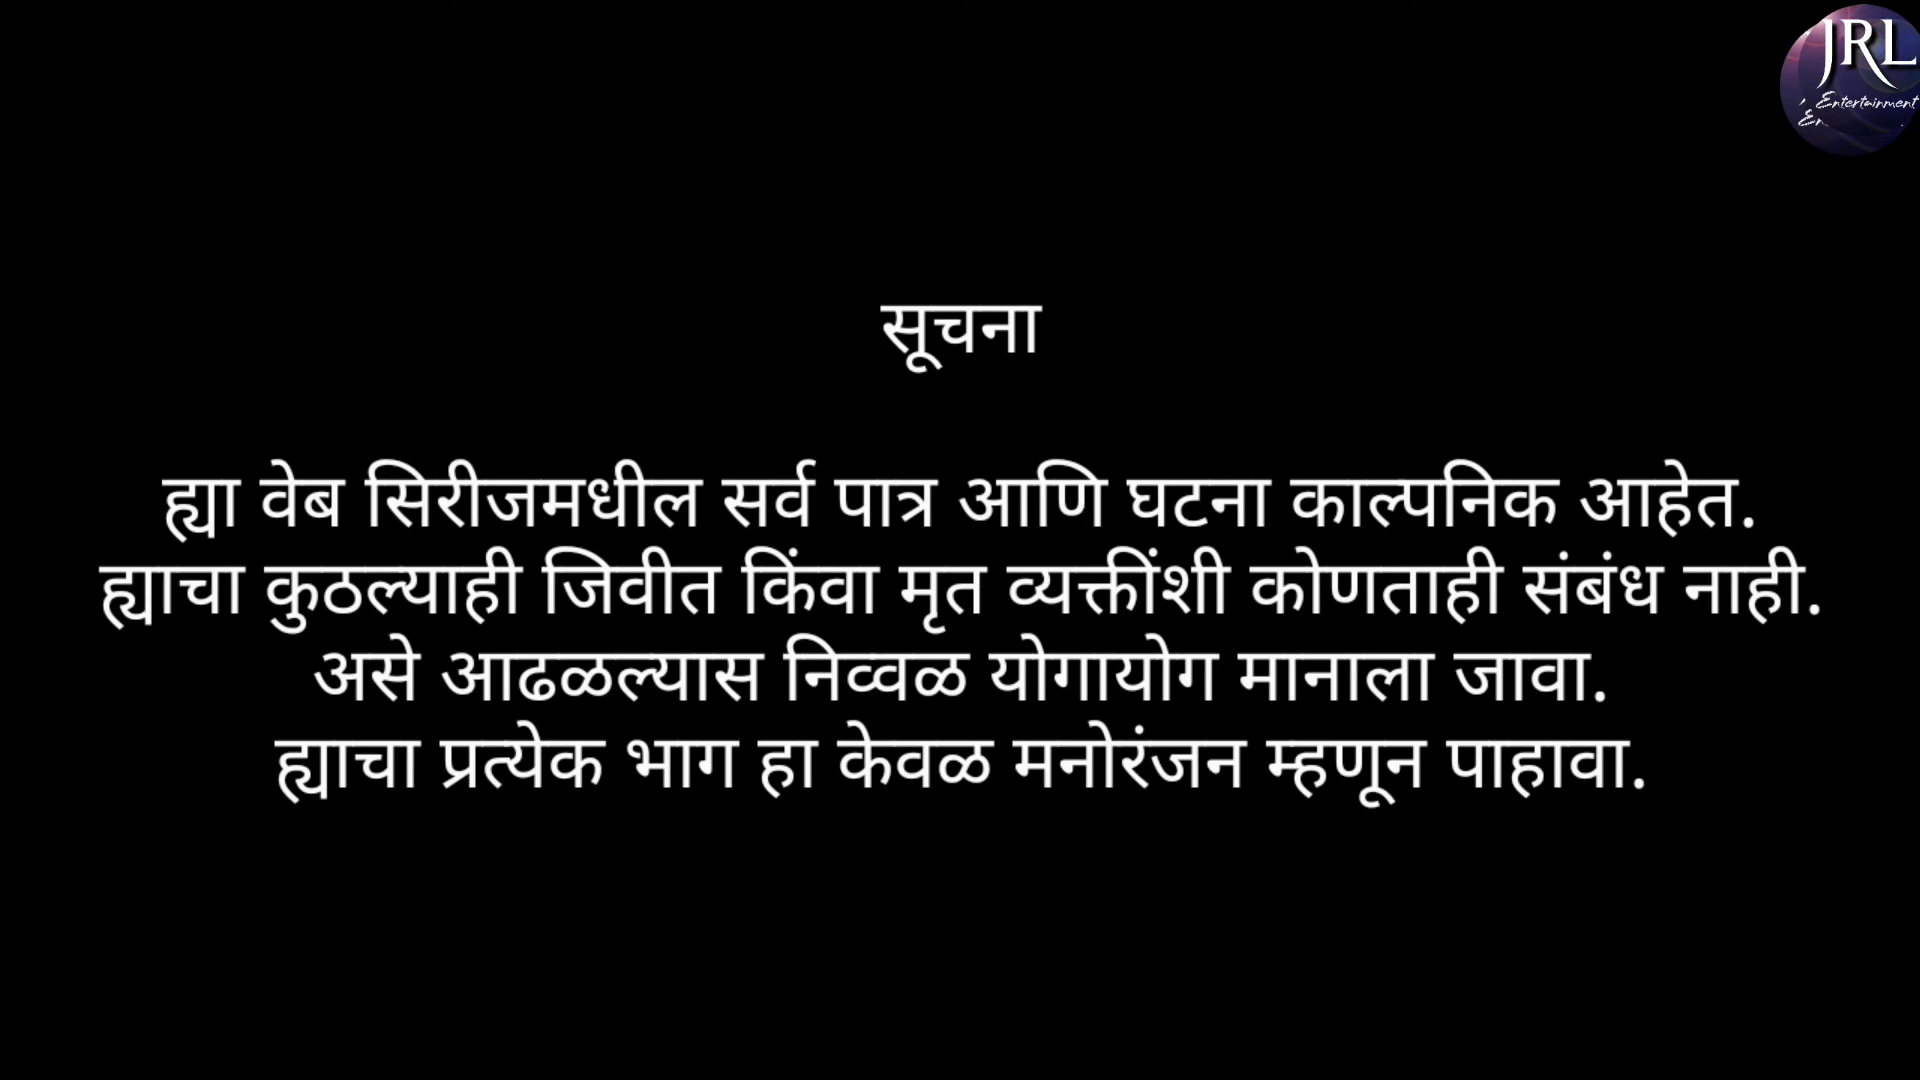 JRL
Entertainment
सूचना
ह्या वेब सिरीजमधील सर्व पात्र आणि घटना काल्पनिक आहेत.
ह्याचा कुठल्याही जिवीत किंवा मृत व्यक्तींशी कोणताही संबंध नाही.
असे आढळल्यास निव्वळ योगायोग मानाला जावा.
ह्याचा प्रत्येक भाग हा केवळ मनोरंजन म्हणून पाहावा.